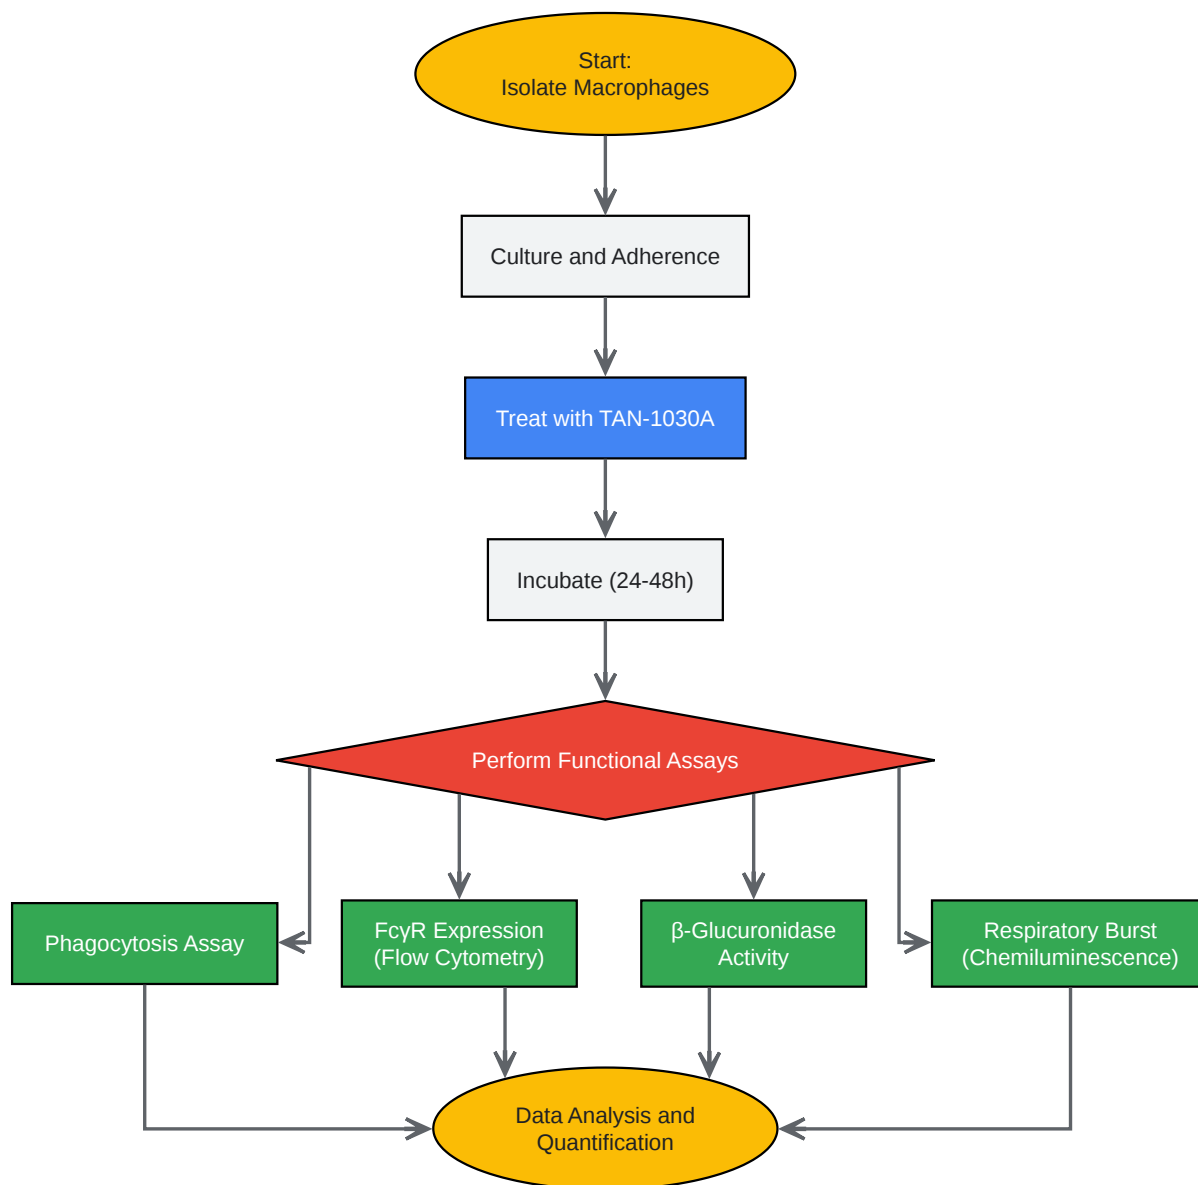 Start:
Isolate Macrophages
Culture and Adherence
Treat with TAN-1030A
Incubate (24-48h)
Perform Functional Assays
Phagocytosis Assay
FcγR Expression
(Flow Cytometry)
β-Glucuronidase
Activity
Respiratory Burst
(Chemiluminescence)
Data Analysis and
Quantification